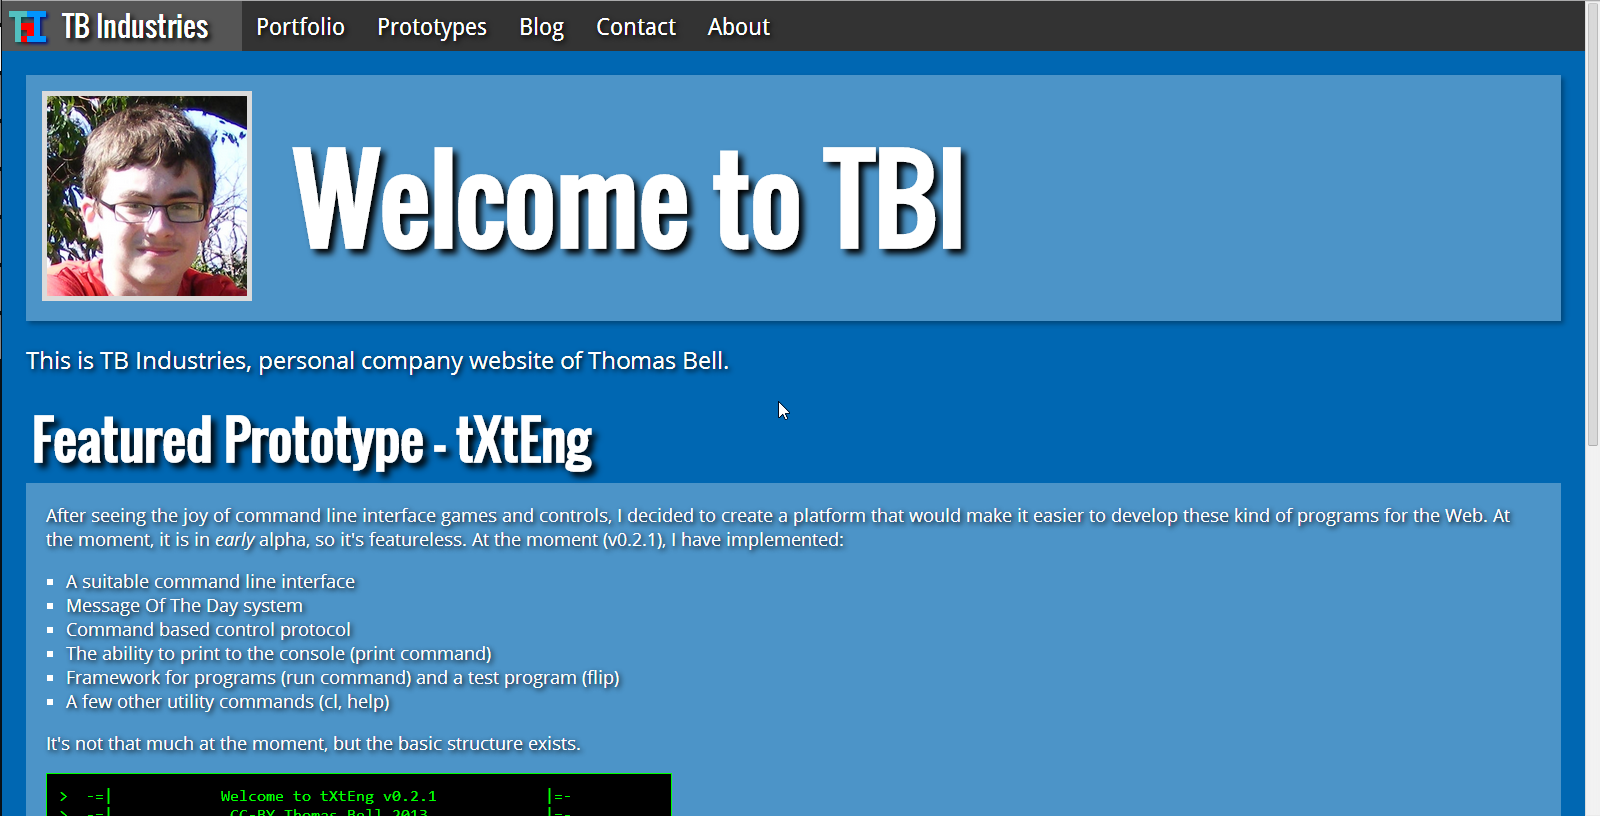 TB Industries Portfolio Prototypes Blog Contact About
Welcome to TBI
This is TB Industries, personal company website of Thomas Bell.
Featured Prototype - tXtEng
After seeing the joy of command line interface games and controls, I decided to create a platform that would make it easier to develop these kind of programs for the Web. At
the moment, it is in early alpha, so it's featureless. At the moment (v0.2.1), I have implemented:
A suitable command line interface
Message Of The Day system
Command based control protocol
The ability to print to the console (print command)
Framework for programs (run command) and a test program (flip)
A few other utility commands (cl, help)
It's not that much at the moment, but the basic structure exists.
> -=| Welcome to tXtEng v0.2.1 |=-
> -=| CC-BY Thomas Bell 2013 |=-